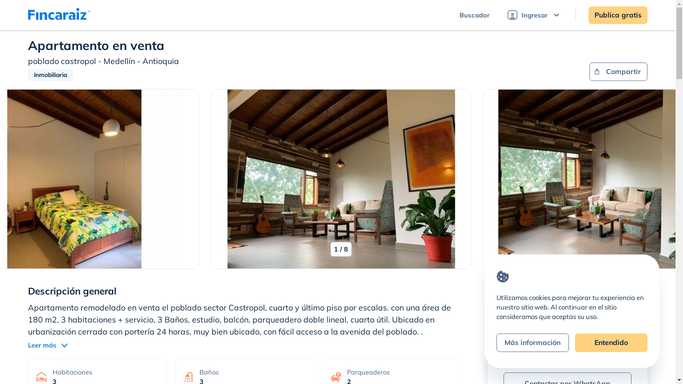 Fincaraiz
Buscador
Ingresar
Publica gratis
Apartamento en venta
poblado castropol - Medellín - Antioquia
Inmobiliaria
Compartir
1 / 8
Descripción general
Apartamento remodelado en venta el poblado sector Castropol, cuarto y último piso por escalas. con una área de
180 m2, 3 habitaciones + servicio, 3 Baños, estudio, balcón, parqueadero doble lineal, cuarto útil. Ubicado en
urbanización cerrada con portería 24 horas, muy bien ubicado, con fácil acceso a la avenida del poblado. .
Leer más
Habitaciones
3
Baños
3
Parqueaderos
2
Utilizamos cookies para mejorar tu experiencia en
nuestro sitio web. Al continuar en el sitio
consideramos que aceptas su uso.
Más información
Entendido
Contactar por WhatsApp